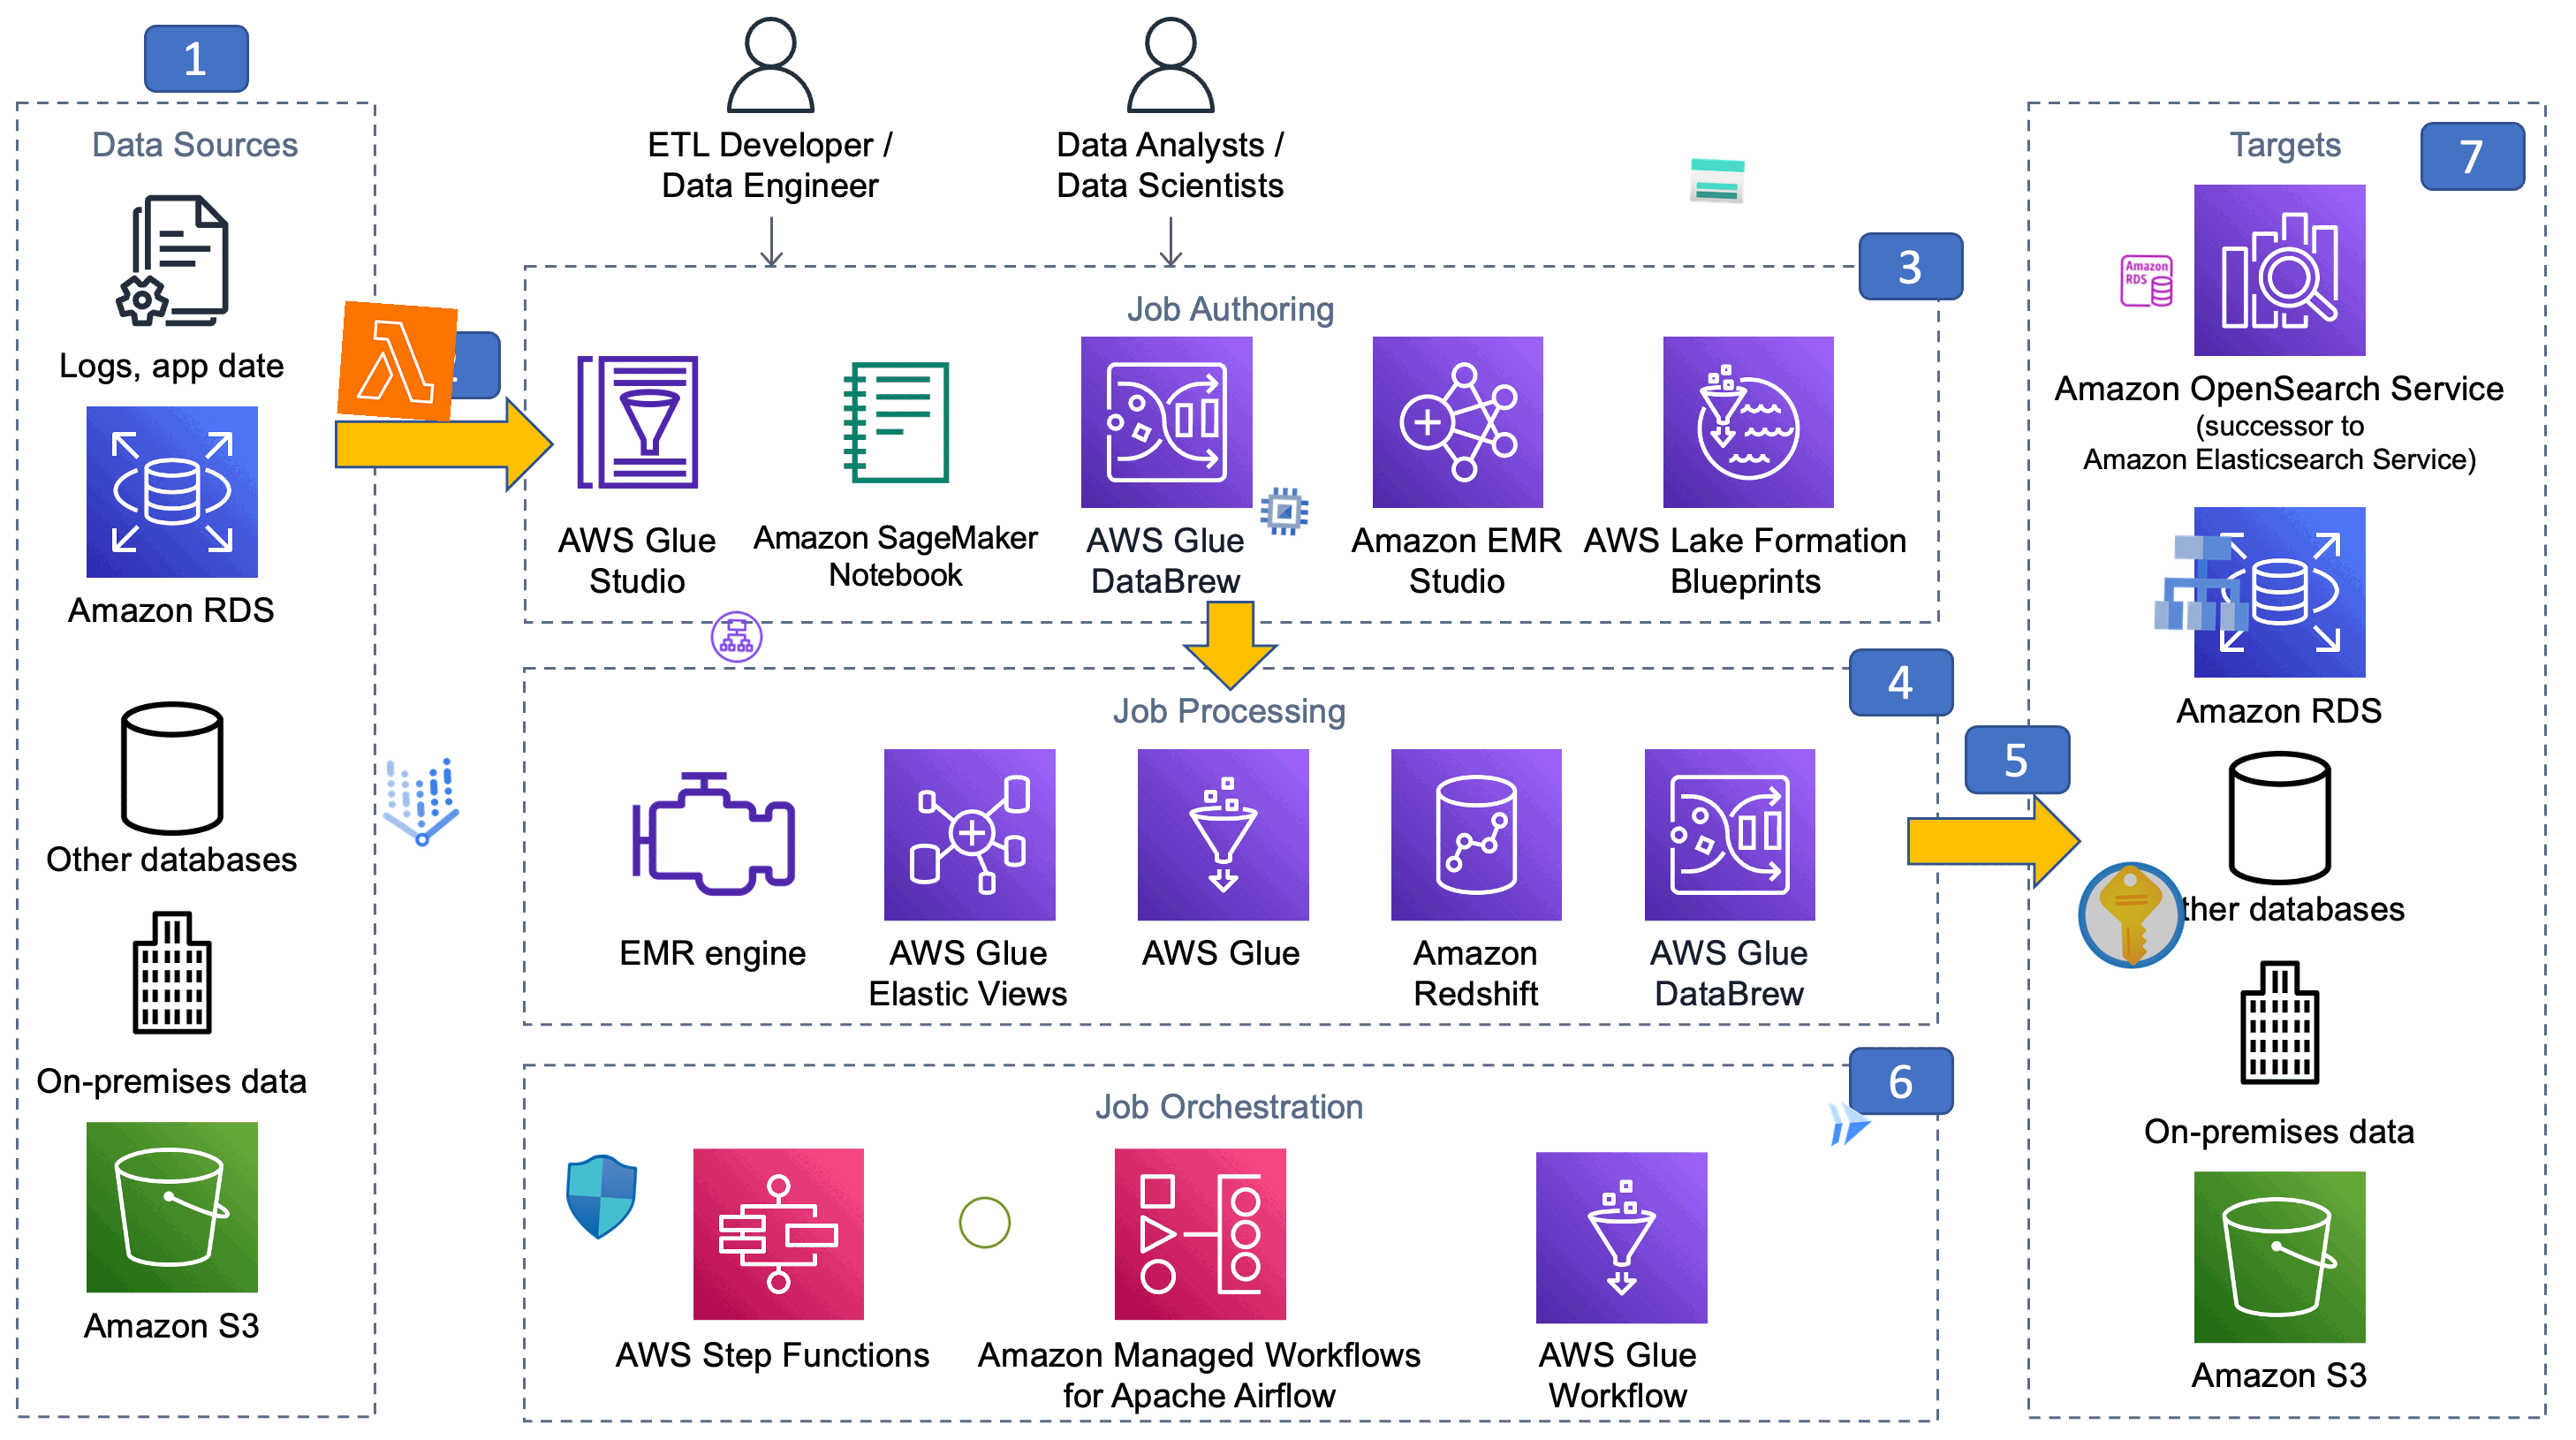 1
Data Sources
Logs, app date
Amazon RDS
Other databases
On-premises data
Amazon S3
ETL Developer /
Data Engineer
Data Analysts /
Data Scientists
3
Job Authoring
AWS Glue
Studio
Amazon SageMaker
Notebook
AWS Glue
DataBrew
Amazon EMR
Studio
AWS Lake Formation
Blueprints
4
Job Processing
EMR engine
AWS Glue
Elastic Views
AWS Glue
Amazon
Redshift
AWS Glue
DataBrew
5
6
Job Orchestration
AWS Step Functions
Amazon Managed Workflows
for Apache Airflow
AWS Glue
Workflow
7
Targets
Amazon
RDS
Amazon OpenSearch Service
(successor to
Amazon Elasticsearch Service)
Amazon RDS
databases
On-premises data
Amazon S3